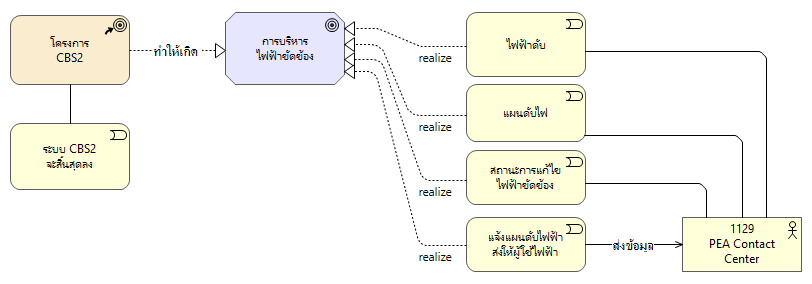 โครงการ
CBS2
ทำให้เกิด
การบริหาร
ไฟฟ้าขัดข้อง
ระบบ CBS2
จะสิ้นสุดลง
realize
ไฟฟ้าดับ
realize
แผนดับไฟ
realize
สถานะการแก้ไข
ไฟฟ้าขัดข้อง
realize
แจ้งแผนดับไฟฟ้า
ส่งให้ผู้ใช้ไฟฟ้า
ส่งข้อมูล
1129
PEA Contact
Center